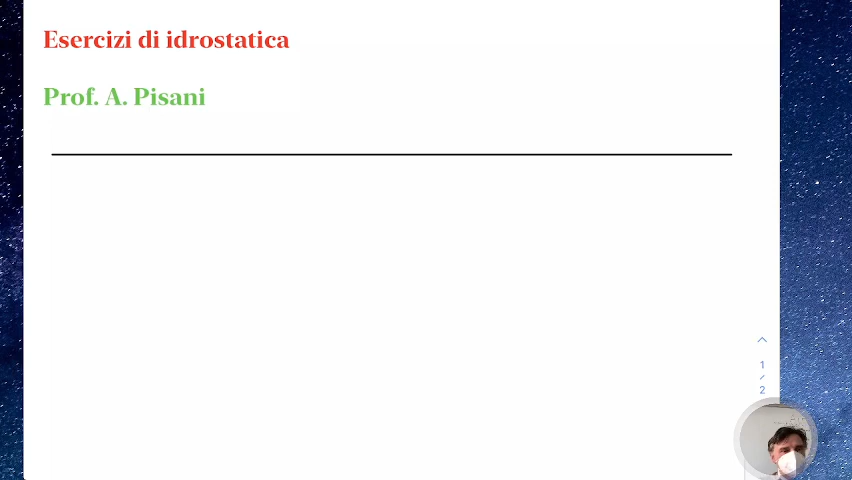 Esercizi di idrostatica
Prof. A. Pisani
1
/
2